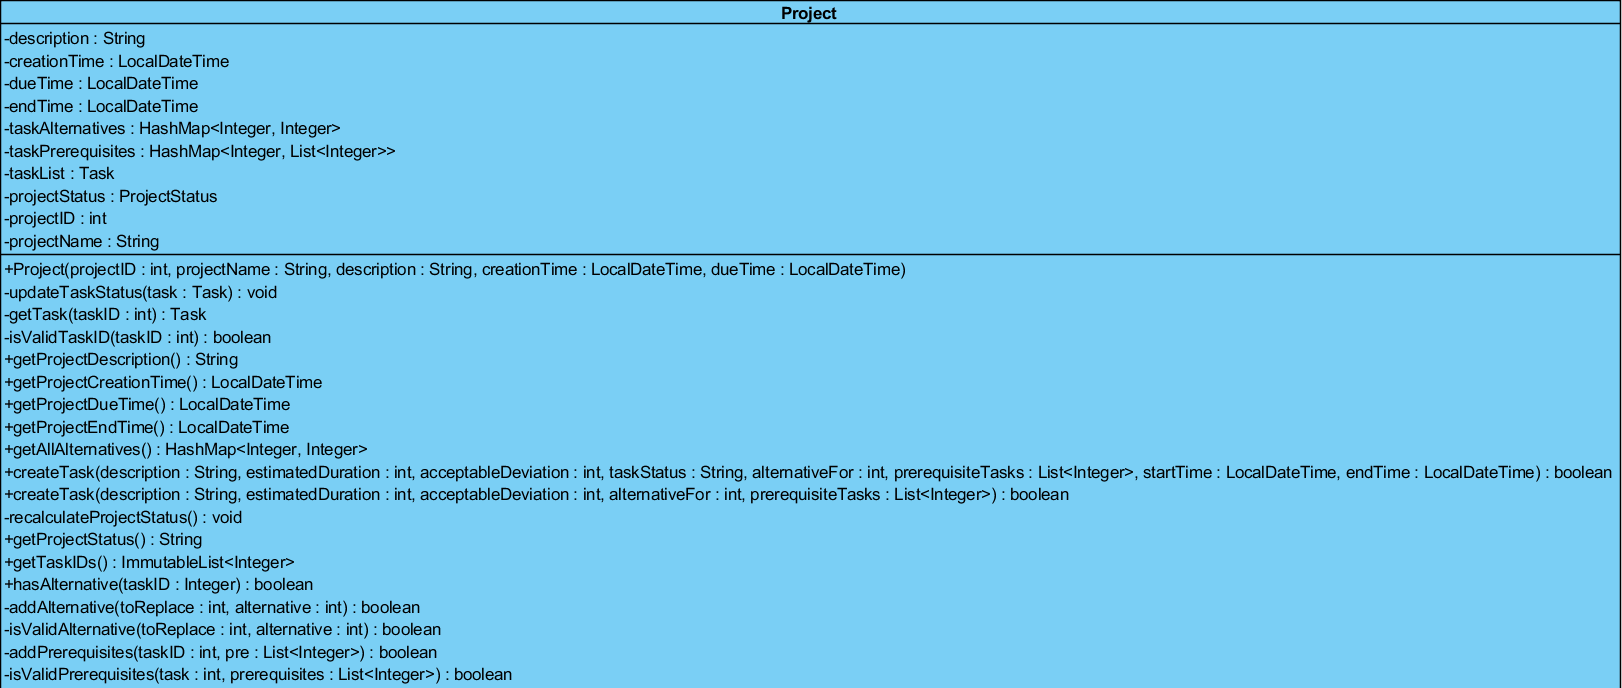 Project
-description : String
-creationTime : LocalDateTime
-dueTime : LocalDateTime
-endTime : LocalDateTime
-taskAlternatives : HashMap<Integer, Integer>
-taskPrerequisites : HashMap<Integer, List<Integer>>
-taskList : Task
-projectStatus : ProjectStatus
-projectID : int
-projectName : String
+Project(projectID : int, projectName : String, description : String, creationTime : LocalDateTime, dueTime : LocalDateTime)
-updateTaskStatus(task : Task) : void
-getTask(taskID : int) : Task
-isValidTaskID(taskID : int) : boolean
+getProjectDescription() : String
+getProjectCreationTime() : LocalDateTime
+getProjectDueTime() : LocalDateTime
+getProjectEndTime() : LocalDateTime
+getAllAlternatives() : HashMap<Integer, Integer>
+createTask(description : String, estimatedDuration : int, acceptableDeviation : int, taskStatus : String, alternativeFor : int, prerequisiteTasks : List<Integer>, startTime : LocalDateTime, endTime : LocalDateTime) : boolean
+createTask(description : String, estimatedDuration : int, acceptableDeviation : int, alternativeFor : int, prerequisiteTasks : List<Integer>) : boolean
-recalculateProjectStatus() : void
+getProjectStatus() : String
+getTaskIDs() : ImmutableList<Integer>
+hasAlternative(taskID : Integer) : boolean
-addAlternative(toReplace : int, alternative : int) : boolean
-isValidAlternative(toReplace : int, alternative : int) : boolean
-addPrerequisites(taskID : int, pre : List<Integer>) : boolean
-isValidPrerequisites(task : int, prerequisites : List<Integer>) : boolean